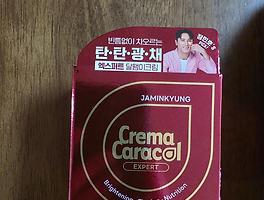 빈틈없이 차오르는
탄·탄·광·채
엑스퍼트 달팽이크림
JAMINKYUNG
Crema
Caracol
EXPERT
Nutrition